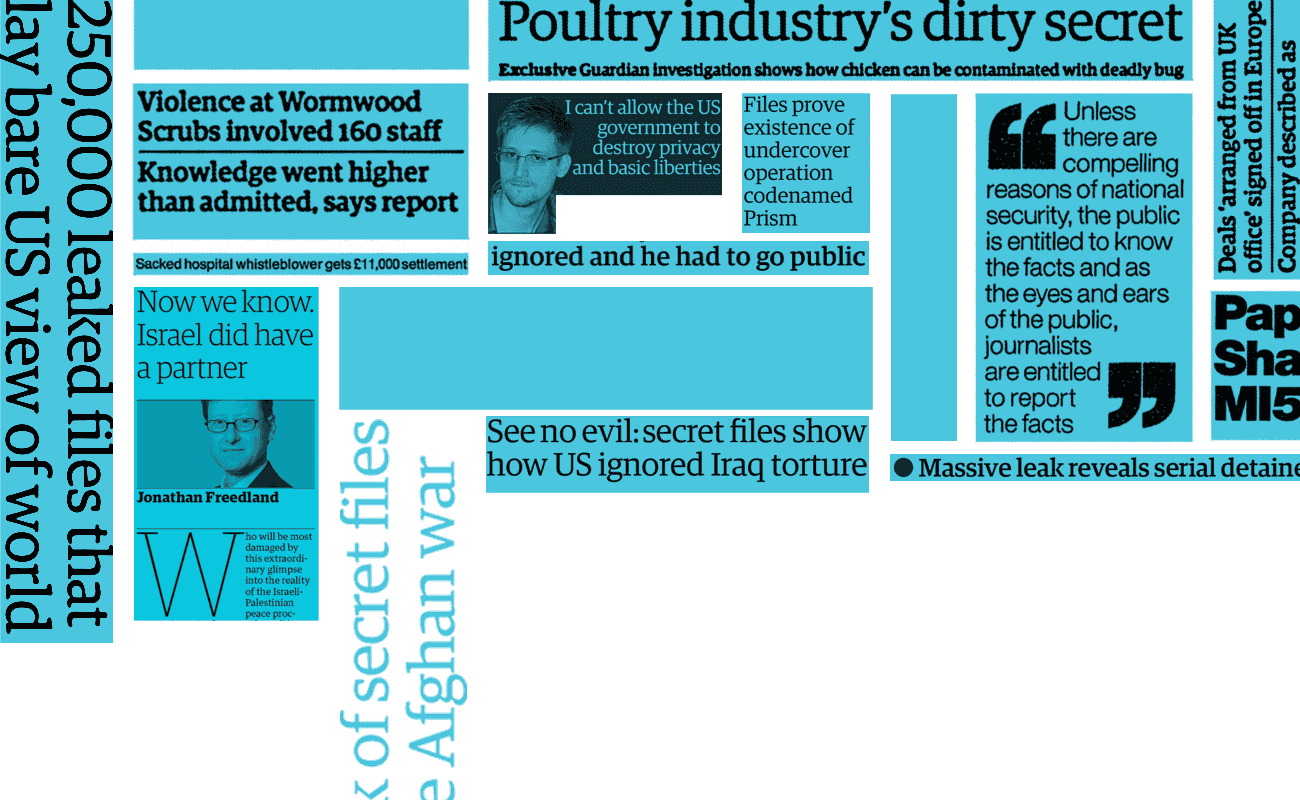 250,000 leaked files that
lay bare US view of world
Violence at Wormwood
Scrubs involved 160 staff
Knowledge went higher
than admitted, says report
Sacked hospital whistleblower gets £11,000 settlement
Now we know.
Israel did have
a partner
Jonathan Freedland
Who will be most
damaged by
this extraordi-
nary glimpse
into the reality
of the Israeli-
Palestinian
peace proc-
of secret files
Afghan war
Poultry industry’s dirty secret
Exclusive Guardian investigation shows how chicken can be contaminated with deadly bug
I can’t allow the US
government to
destroy privacy
and basic liberties
Files prove
existence of
undercover
operation
codenamed
Prism
ignored and he had to go public
See no evil: secret files show
how US ignored Iraq torture
“Unless
there are
compelling
reasons of national
security, the public
is entitled to know
the facts and as
the eyes and ears
of the public,
journalists
are entitled
to report
the facts”
● Massive leak reveals serial detaine
Deals ‘arranged from UK
office’ signed off in Europe
Company described as
Pap
Sha
MI5